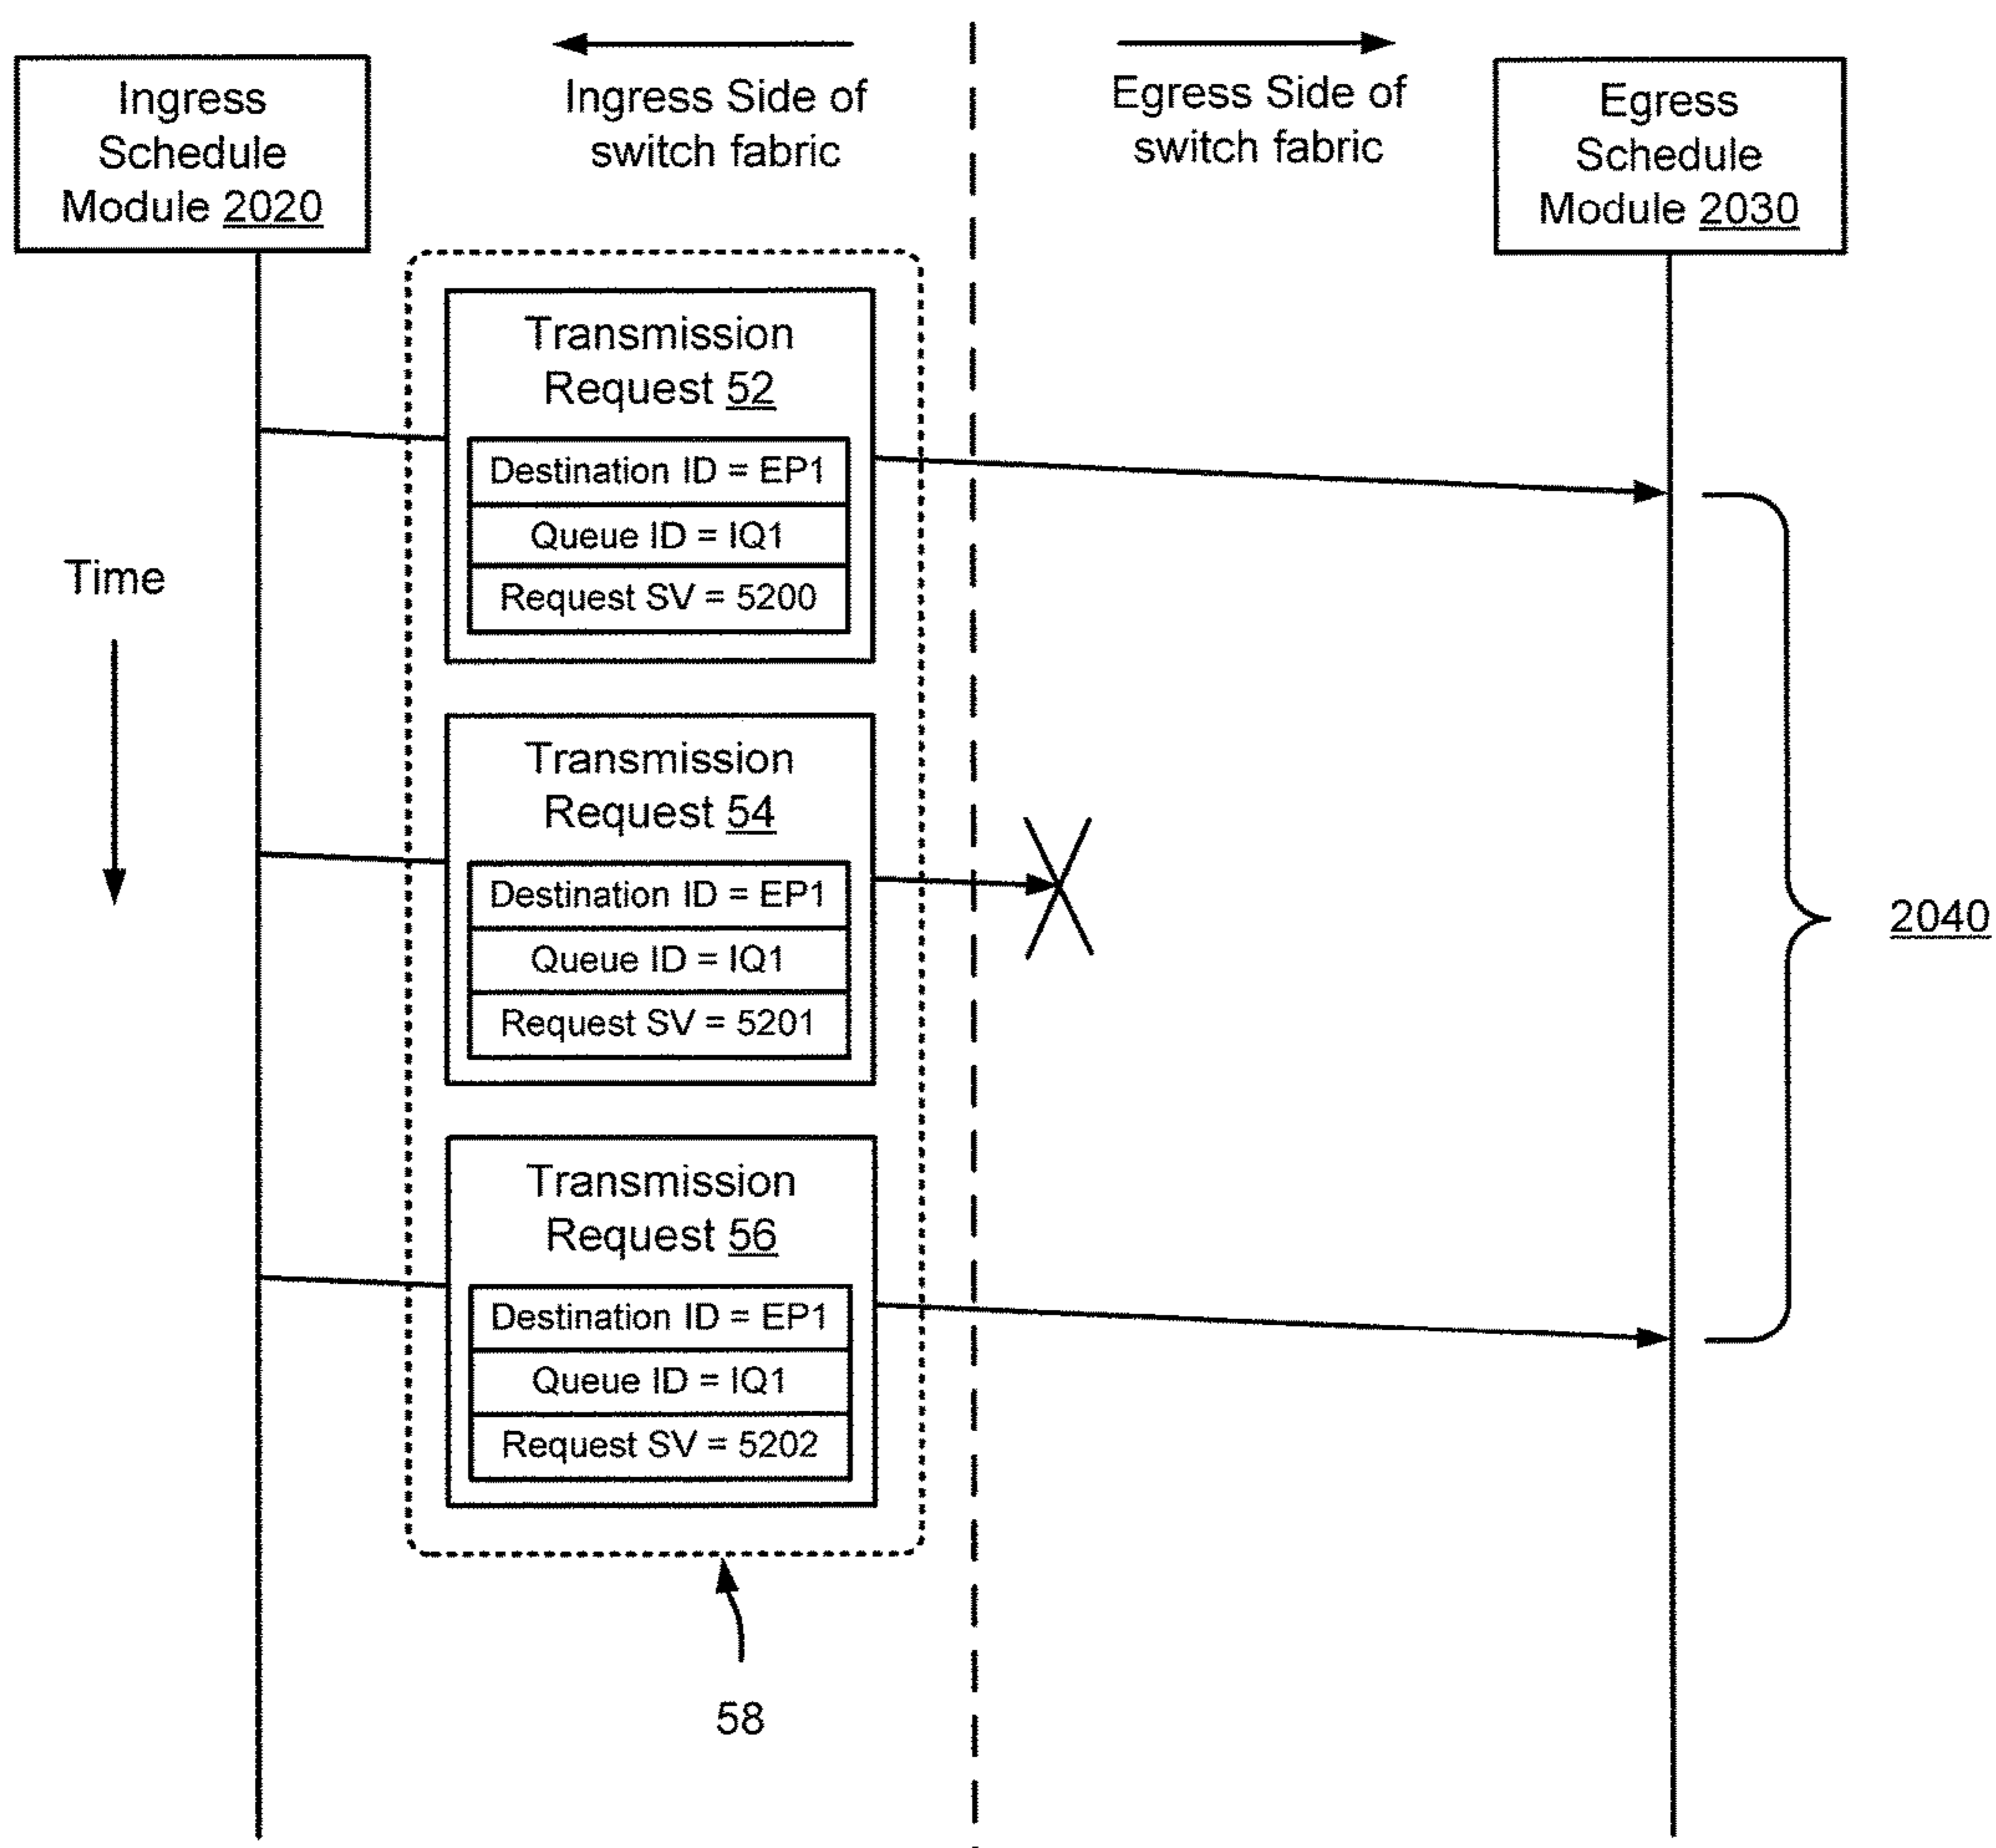 Ingress
Schedule
Module 2020
Ingress Side of
switch fabric
Egress Side of
switch fabric
Egress
Schedule
Module 2030
Transmission
Request 52
Destination ID = EP1
Queue ID = IQ1
Request SV = 5200
Time
Transmission
Request 54
Destination ID = EP1
Queue ID = IQ1
Request SV = 5201
2040
Transmission
Request 56
Destination ID = EP1
Queue ID = IQ1
Request SV = 5202
58